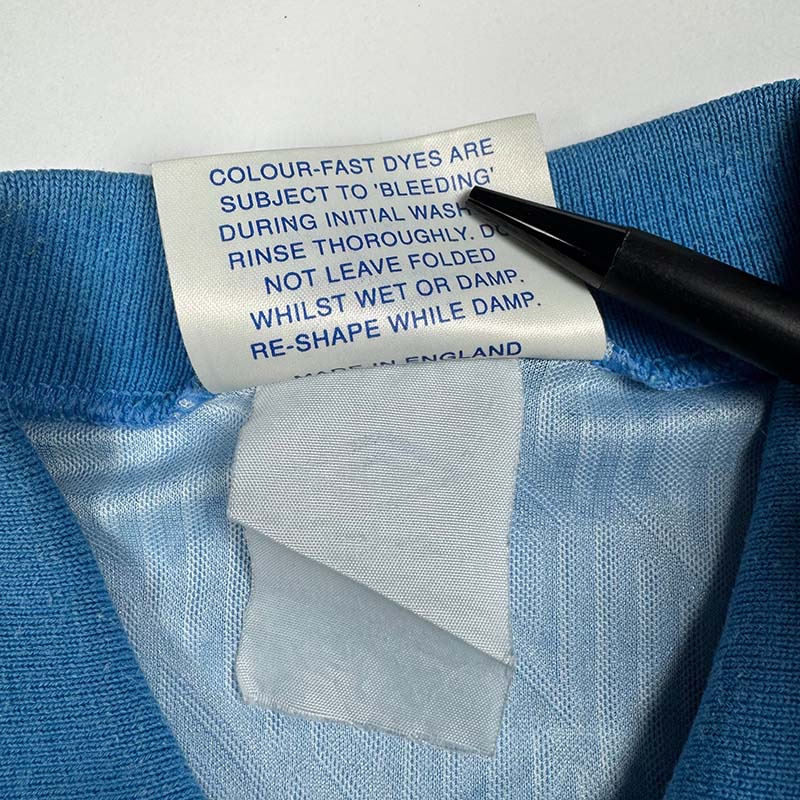 COLOUR-FAST DYES ARE
SUBJECT TO 'BLEEDING'
DURING INITIAL WASH
RINSE THOROUGHLY. DO
NOT LEAVE FOLDED
WHILST WET OR DAMP.
RE-SHAPE WHILE DAMP.
MADE IN ENGLAND